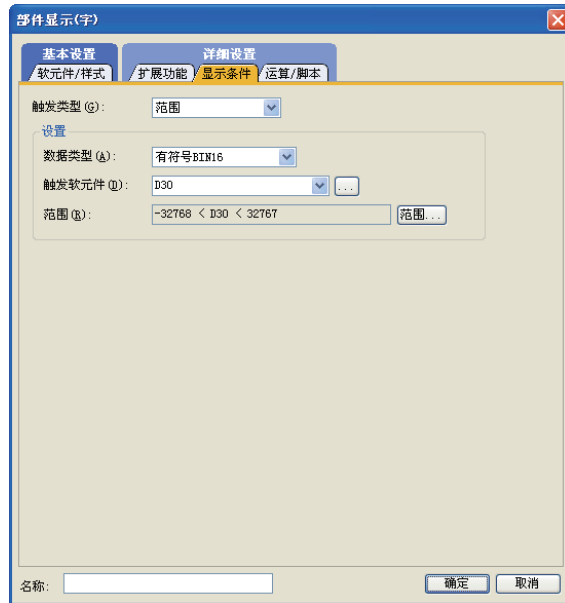 部件显示(字)
基本设置 详细设置
软元件/样式 扩展功能 显示条件 运算/脚本
触发类型(G): 范围
设置
数据类型(A): 有符号BIN16
触发软元件(D): D30 ...
范围(R): -32768 < D30 < 32767 范围...
名称: 确定 取消